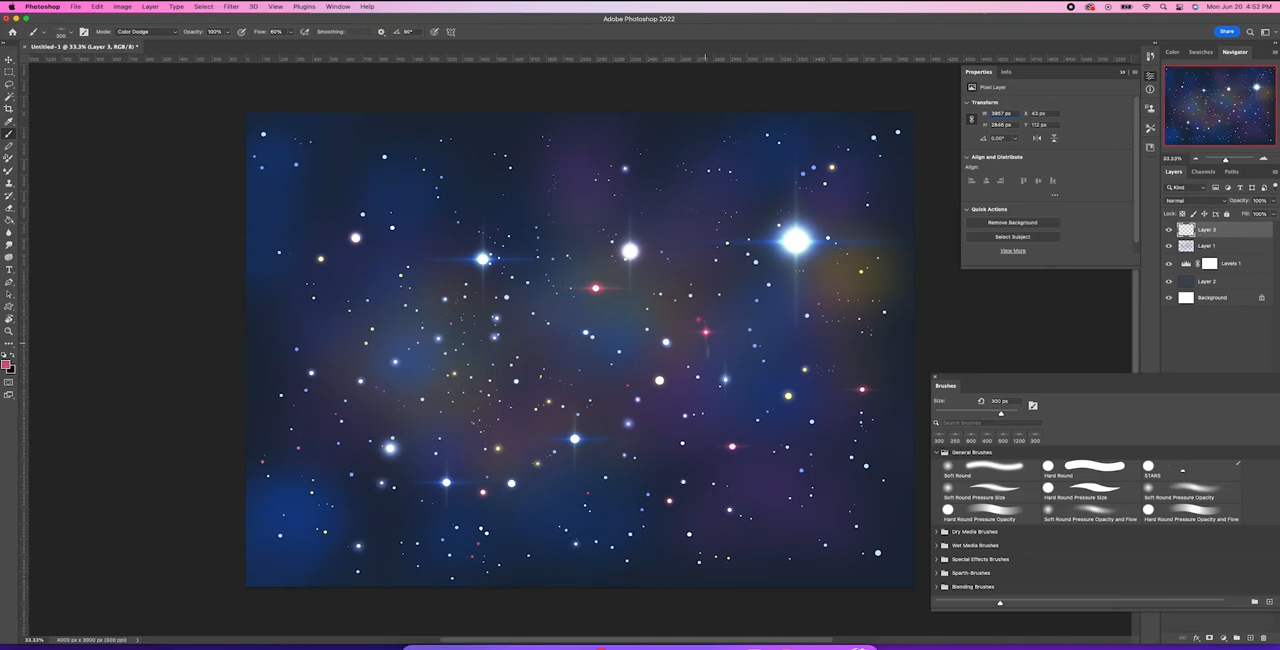 Photoshop File Edit Image Layer Type Select Filter 3D View Plugins Window Help
Mon Jun 20 4:52 PM
Adobe Photoshop 2022
300
Mode: Color Dodge Opacity: 100% Flow: 60% Smoothing: 90°
Share
Untitled-1 @ 33.3% (Layer 3, RGB/8) *
Color Swatches Navigator
Properties Info
Pixel Layer
Transform
W 3957 px X 43 px
H 2846 px Y 112 px
0.00°
Align and Distribute
Align:
Quick Actions
Remove Background
Select Subject
View More
33.33%
Layers Channels Paths
Kind
Normal Opacity: 100%
Lock: Fill: 100%
Layer 3
Layer 1
Levels 1
Layer 2
Background
Brushes
Size: 300 px
Search Brushes
300 250 600 400 500 1200 300
General Brushes
Soft Round Hard Round STARS
Soft Round Pressure Size Hard Round Pressure Size Soft Round Pressure Opacity
Hard Round Pressure Opacity Soft Round Pressure Opacity and Flow Hard Round Pressure Opacity and Flow
Dry Media Brushes
Wet Media Brushes
Special Effects Brushes
Sparth-Brushes
Blending Brushes
33.33% 4000 px x 3000 px (300 ppi)